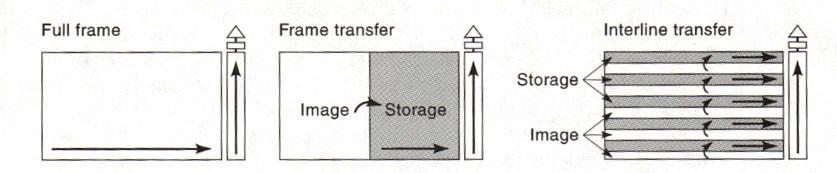 Full frame
Frame transfer
Interline transfer
Storage
Image
Storage
Image